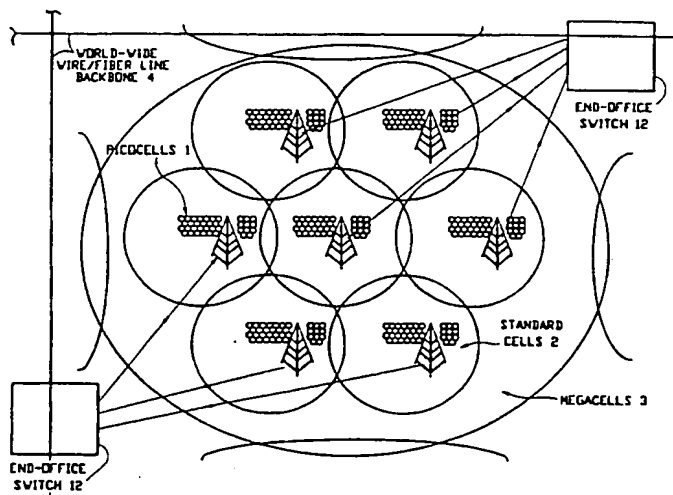 WORLD-WIDE
WIRE/FIBER LINE
BACKBONE 4
END-OFFICE
SWITCH 12
PICOCELLS 1
STANDARD
CELLS 2
MEGACELLS 3
END-OFFICE
SWITCH 12